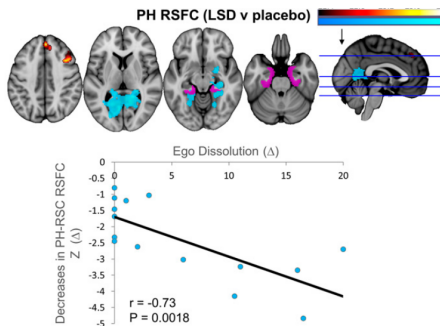 PH RSFC (LSD v placebo)
Ego Dissolution (Δ)
0 5 10 15 20
0
-0.5
-1
-1.5
-2
-2.5
-3
-3.5
-4
-4.5
-5
Decreases in PH-RSC RSFC
Z (Δ)
r = -0.73
P = 0.0018